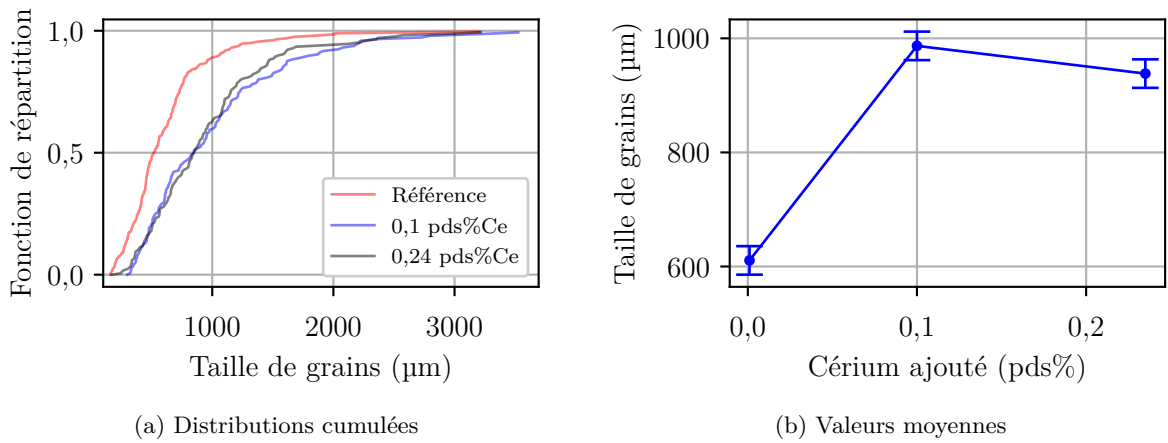 Fonction de répartition
1,0
0,5
0,0
1000
2000
3000
Taille de grains (µm)
Référence
0,1 pds%Ce
0,24 pds%Ce
(a) Distributions cumulées
Taille de grains (µm)
1000
800
600
0,0
0,1
0,2
Cérium ajouté (pds%)
(b) Valeurs moyennes